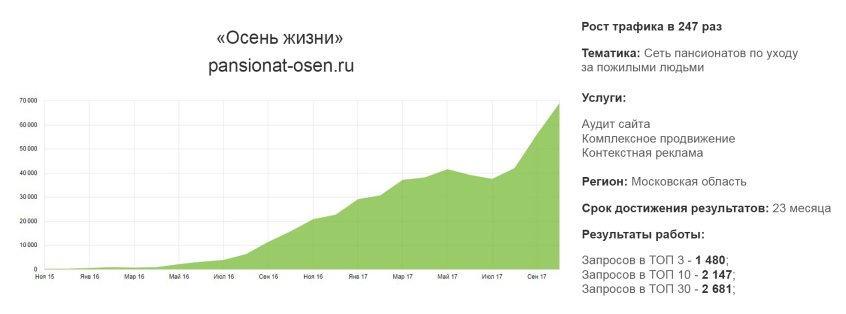 «Осень жизни»
pansionat-osen.ru
70 000
60 000
50 000
40 000
30 000
20 000
10 000
0
Ноя 15
Янв 16
Мар 16
Май 16
Июл 16
Сен 16
Ноя 16
Янв 17
Мар 17
Май 17
Июл 17
Сен 17
Рост трафика в 247 раз
Тематика: Сеть пансионатов по уходу
за пожилыми людьми
Услуги:
Аудит сайта
Комплексное продвижение
Контекстная реклама
Регион: Московская область
Срок достижения результатов: 23 месяца
Результаты работы:
Запросов в ТОП 3 - 1 480;
Запросов в ТОП 10 - 2 147;
Запросов в ТОП 30 - 2 681;